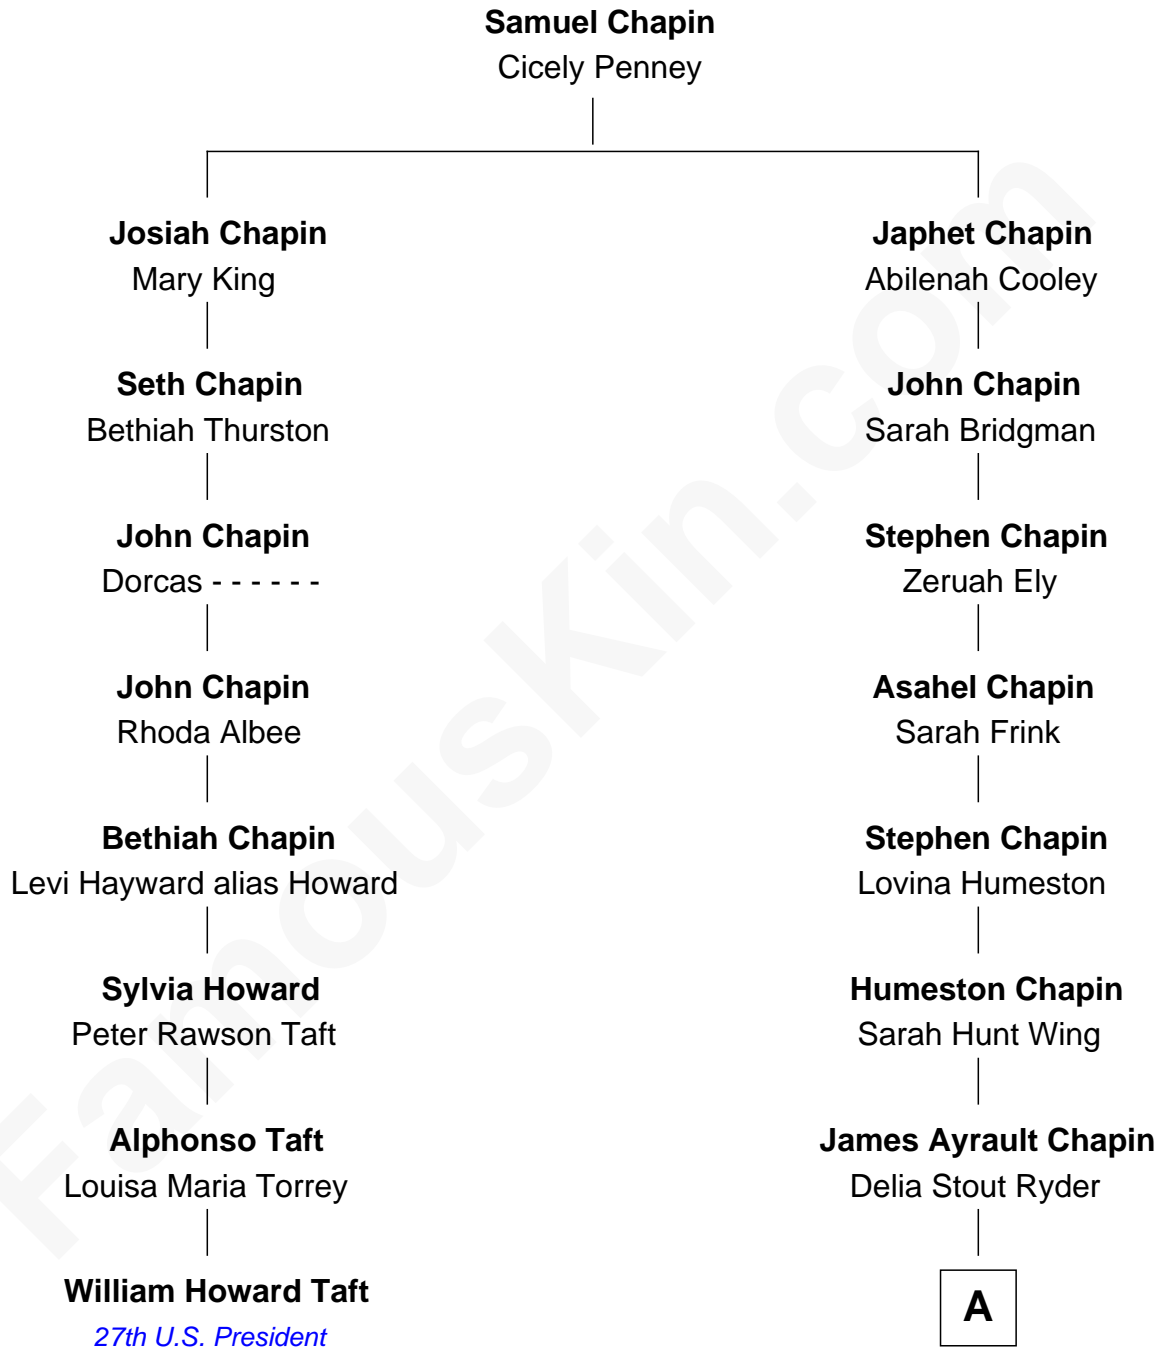 Samuel Chapin
Cicely Penney
Josiah Chapin
Mary King
Seth Chapin
Bethiah Thurston
John Chapin
Dorcas - - - - - -
John Chapin
Rhoda Albee
Bethiah Chapin
Levi Hayward alias Howard
Sylvia Howard
Peter Rawson Taft
Alphonso Taft
Louisa Maria Torrey
William Howard Taft
27th U.S. President
Japhet Chapin
Abilenah Cooley
John Chapin
Sarah Bridgman
Stephen Chapin
Zeruah Ely
Asahel Chapin
Sarah Frink
Stephen Chapin
Lovina Humeston
Humeston Chapin
Sarah Hunt Wing
James Ayrault Chapin
Delia Stout Ryder
A
FamousKin.com